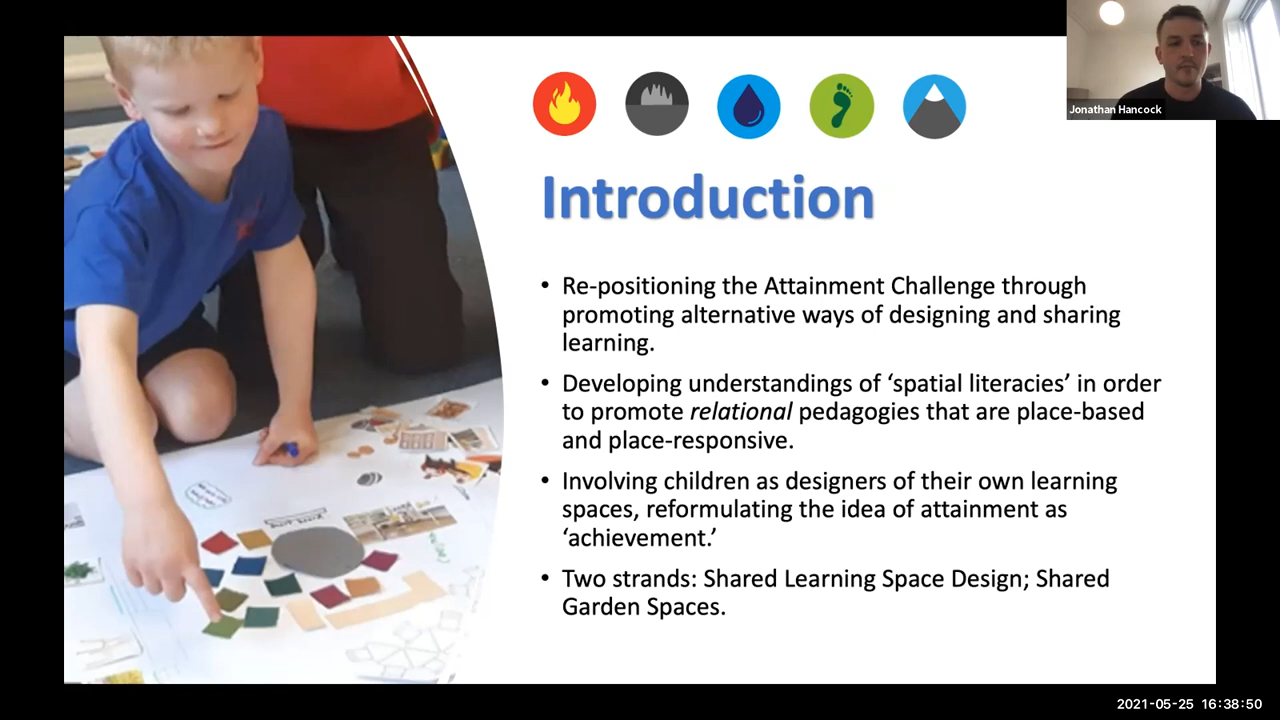 Jonathan Hancock
Introduction
• Re-positioning the Attainment Challenge through
promoting alternative ways of designing and sharing
learning.
• Developing understandings of ‘spatial literacies’ in order
to promote relational pedagogies that are place-based
and place-responsive.
• Involving children as designers of their own learning
spaces, reformulating the idea of attainment as
‘achievement.’
• Two strands: Shared Learning Space Design; Shared
Garden Spaces.
2021-05-25 16:38:50